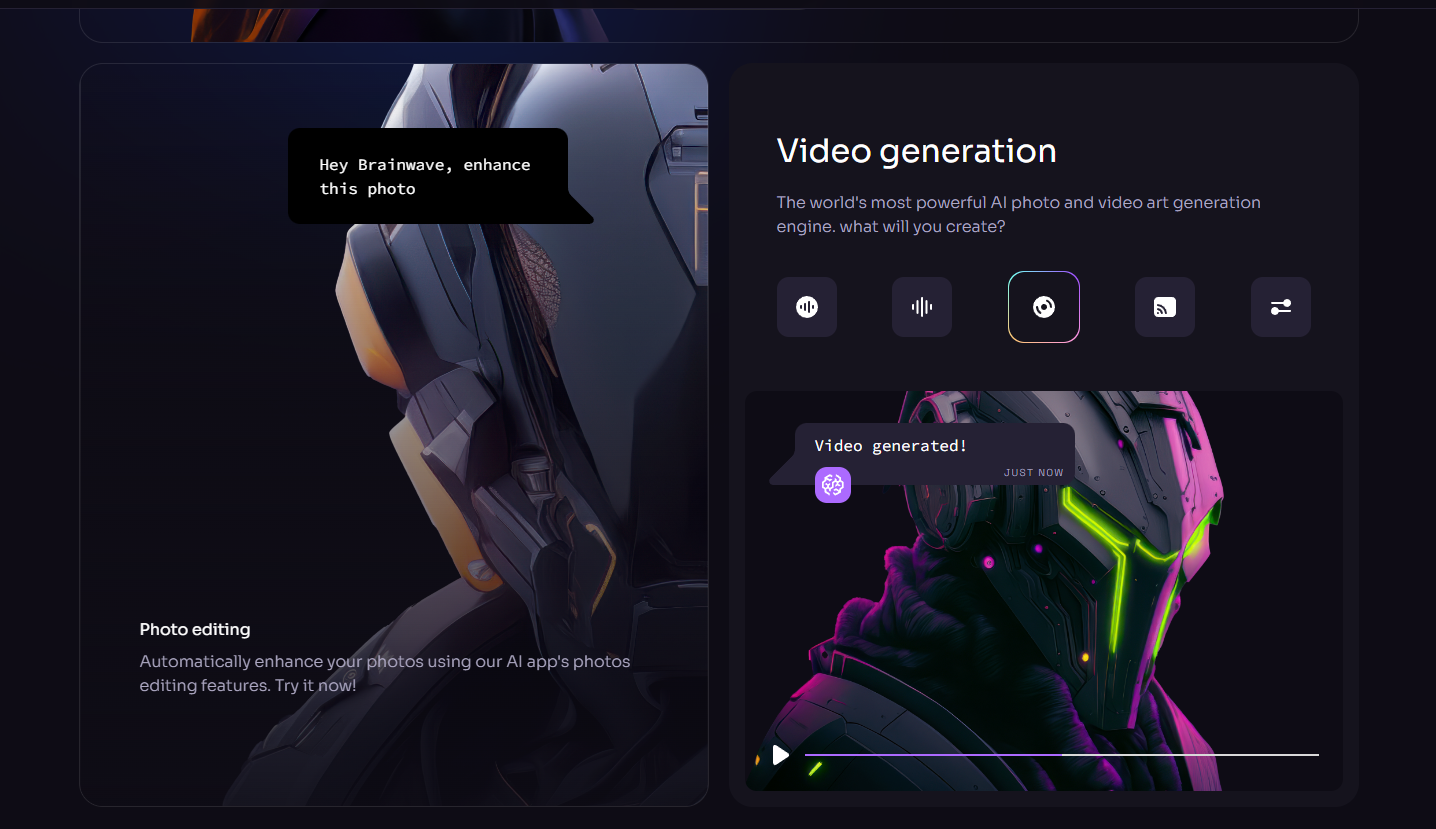 Hey Brainwave, enhance
this photo
Photo editing
Automatically enhance your photos using our AI app's photos
editing features. Try it now!
Video generation
The world's most powerful AI photo and video art generation
engine. what will you create?
Video generated!
JUST NOW